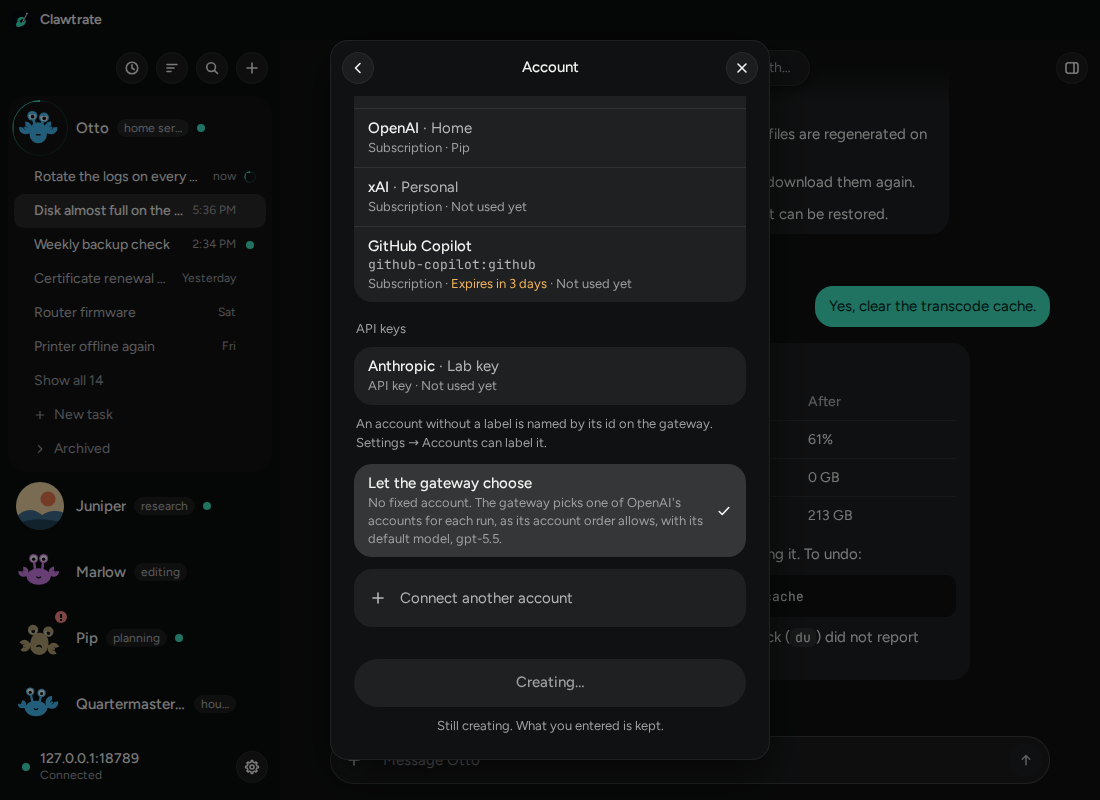 Clawtrate
Otto home ser...
Rotate the logs on every ... now
Disk almost full on the ... 5:36 PM
Weekly backup check 2:34 PM
Certificate renewal ... Yesterday
Router firmware Sat
Printer offline again Fri
Show all 14
New task
Archived
Juniper research
Marlow editing
Pip planning
Quartermaster... hou...
127.0.0.1:18789
Connected
Account
OpenAI · Home
Subscription · Pip
xAI · Personal
Subscription · Not used yet
GitHub Copilot
github-copilot:github
Subscription · Expires in 3 days · Not used yet
API keys
Anthropic · Lab key
API key · Not used yet
An account without a label is named by its id on the gateway.
Settings → Accounts can label it.
Let the gateway choose
No fixed account. The gateway picks one of OpenAI's
accounts for each run, as its account order allows, with its
default model, gpt-5.5.
Connect another account
Creating...
Still creating. What you entered is kept.
th...
files are regenerated on
download them again.
t can be restored.
Yes, clear the transcode cache.
After
61%
0 GB
213 GB
ng it. To undo:
cache
ck ( du ) did not report
Message Otto